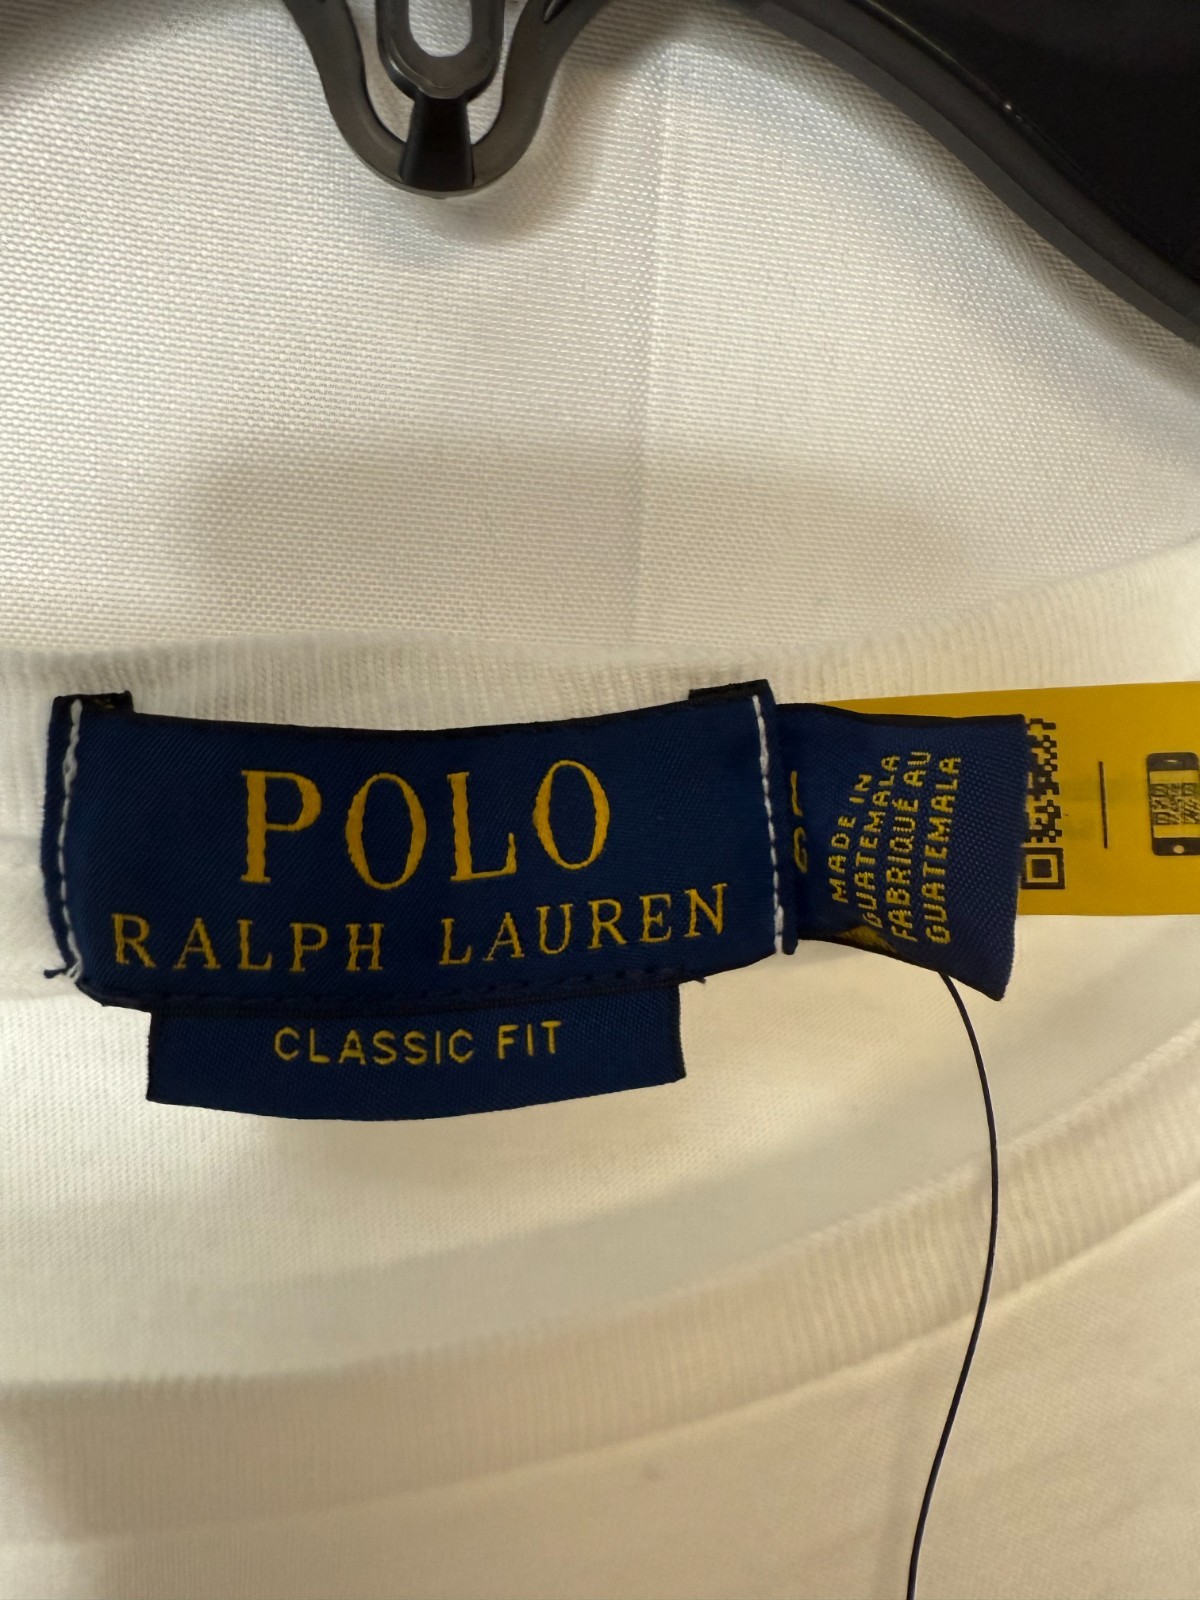 POLO
RALPH LAUREN
CLASSIC FIT
MADE IN
GUATEMALA
FABRIQUÉ AU
GUATEMALA